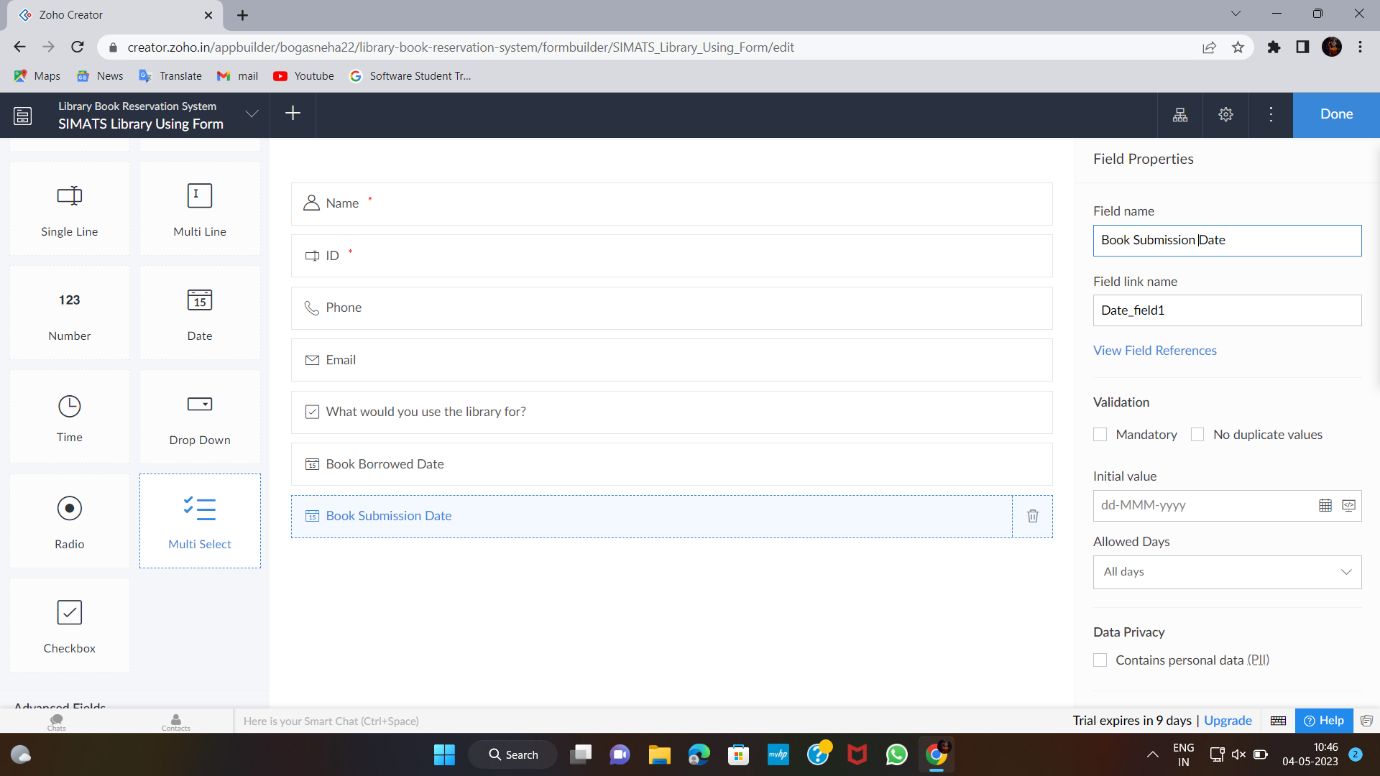 Zoho Creator
creator.zoho.in/appbuilder/bogasneha22/library-book-reservation-system/formbuilder/SIMATS_Library_Using_Form/edit
Maps News Translate mail Youtube Software Student Tr...
Library Book Reservation System
SIMATS Library Using Form
Done
Single Line
Multi Line
123
Number
15
Date
Time
Drop Down
Radio
Multi Select
Checkbox
Advanced Fields
Name *
ID *
Phone
Email
What would you use the library for?
15 Book Borrowed Date
15 Book Submission Date
Field Properties
Field name
Book Submission Date
Field link name
Date_field1
View Field References
Validation
Mandatory No duplicate values
Initial value
dd-MMM-yyyy
Allowed Days
All days
Data Privacy
Contains personal data (PII)
Chats
Contacts
Here is your Smart Chat (Ctrl+Space)
Trial expires in 9 days | Upgrade
Help
Search
myhp
ENG
IN
10:46
04-05-2023
2